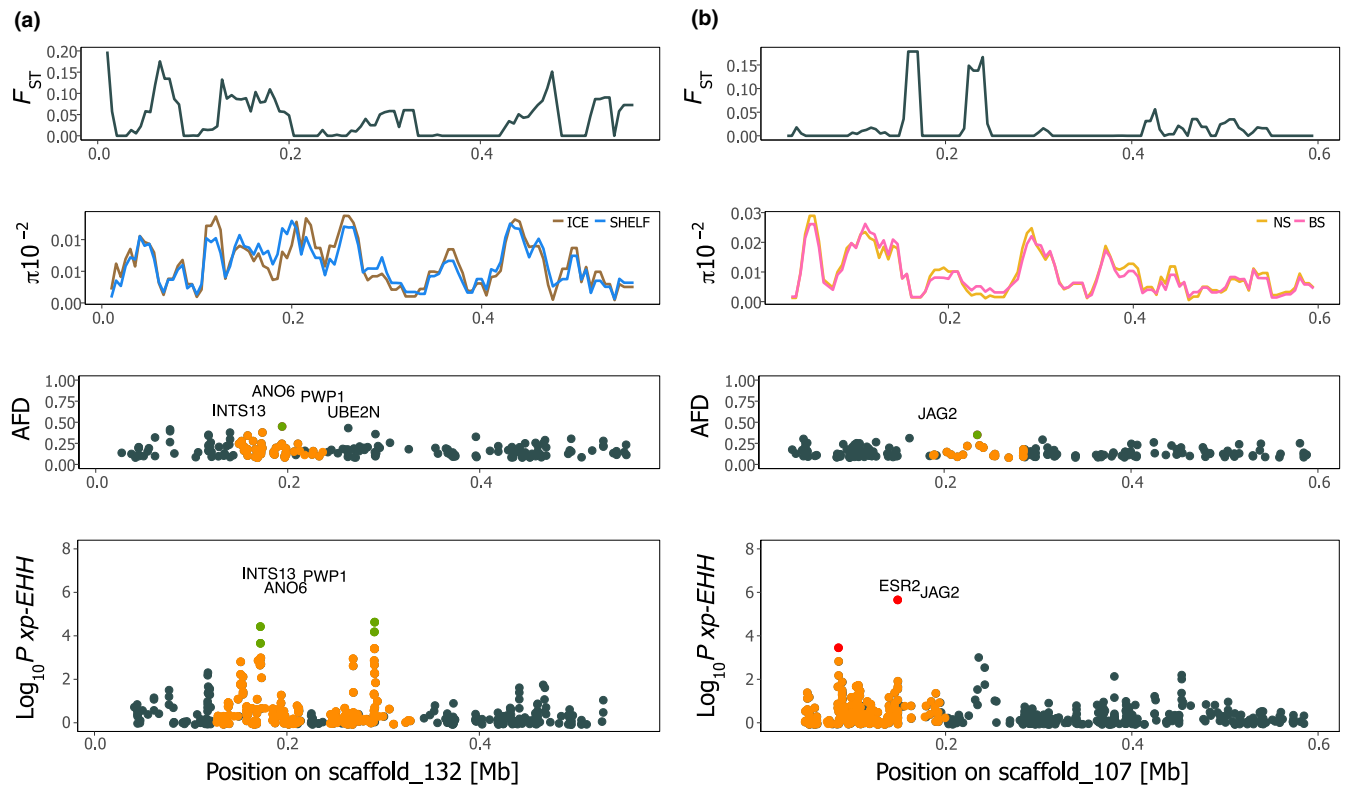 (a)
0.20
0.15
0.10
0.05
0.00
F_ST
0.0
0.2
0.4
ICE SHELF
0.01
0.01
0.00
π10⁻²
0.0
0.2
0.4
1.00
0.75
0.50
0.25
0.00
AFD
ANO6
PWP1
INTS13
UBE2N
0.0
0.2
0.4
8
6
4
2
0
Log₁₀P xp-EHH
INTS13 PWP1
ANO6
0.0
0.2
0.4
Position on scaffold_132 [Mb]
(b)
0.15
0.10
0.05
0.00
F_ST
0.2
0.4
0.6
NS BS
0.03
0.02
0.01
0.00
π10⁻²
0.2
0.4
0.6
1.00
0.75
0.50
0.25
0.00
AFD
JAG2
0.2
0.4
0.6
8
6
4
2
0
Log₁₀P xp-EHH
ESR2
JAG2
0.2
0.4
0.6
Position on scaffold_107 [Mb]